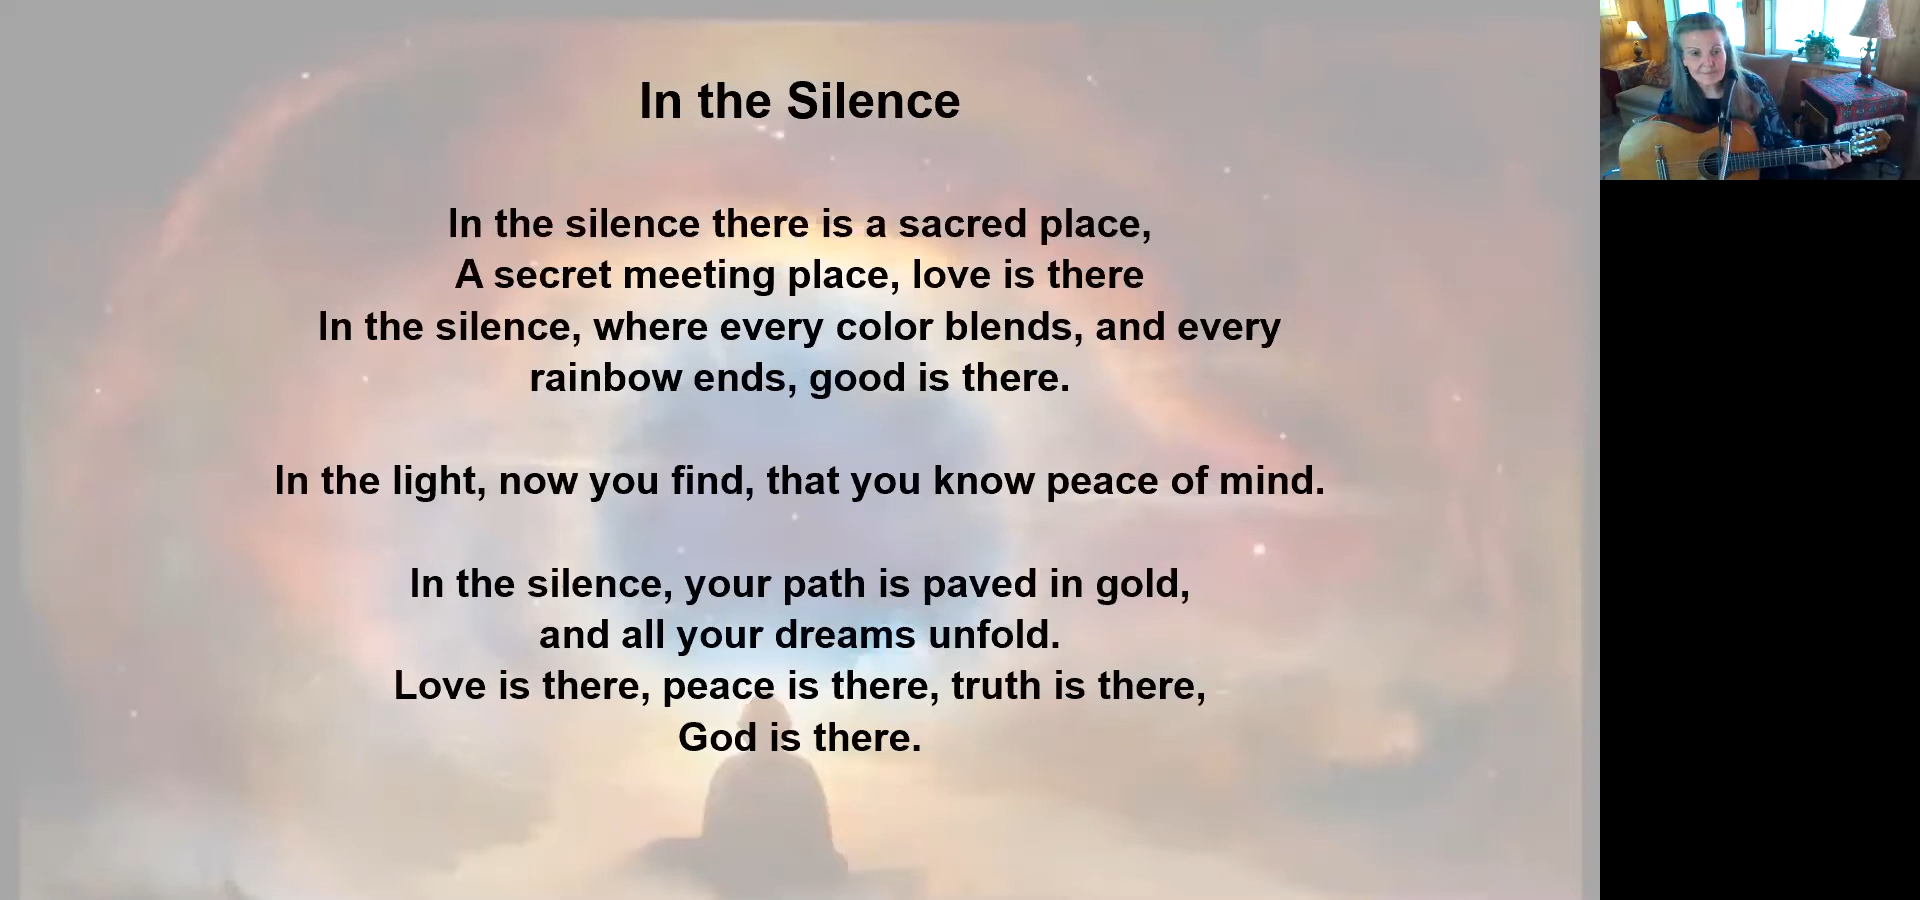 In the Silence
In the silence there is a sacred place,
A secret meeting place, love is there
In the silence, where every color blends, and every
rainbow ends, good is there.
In the light, now you find, that you know peace of mind.
In the silence, your path is paved in gold,
and all your dreams unfold.
Love is there, peace is there, truth is there,
God is there.